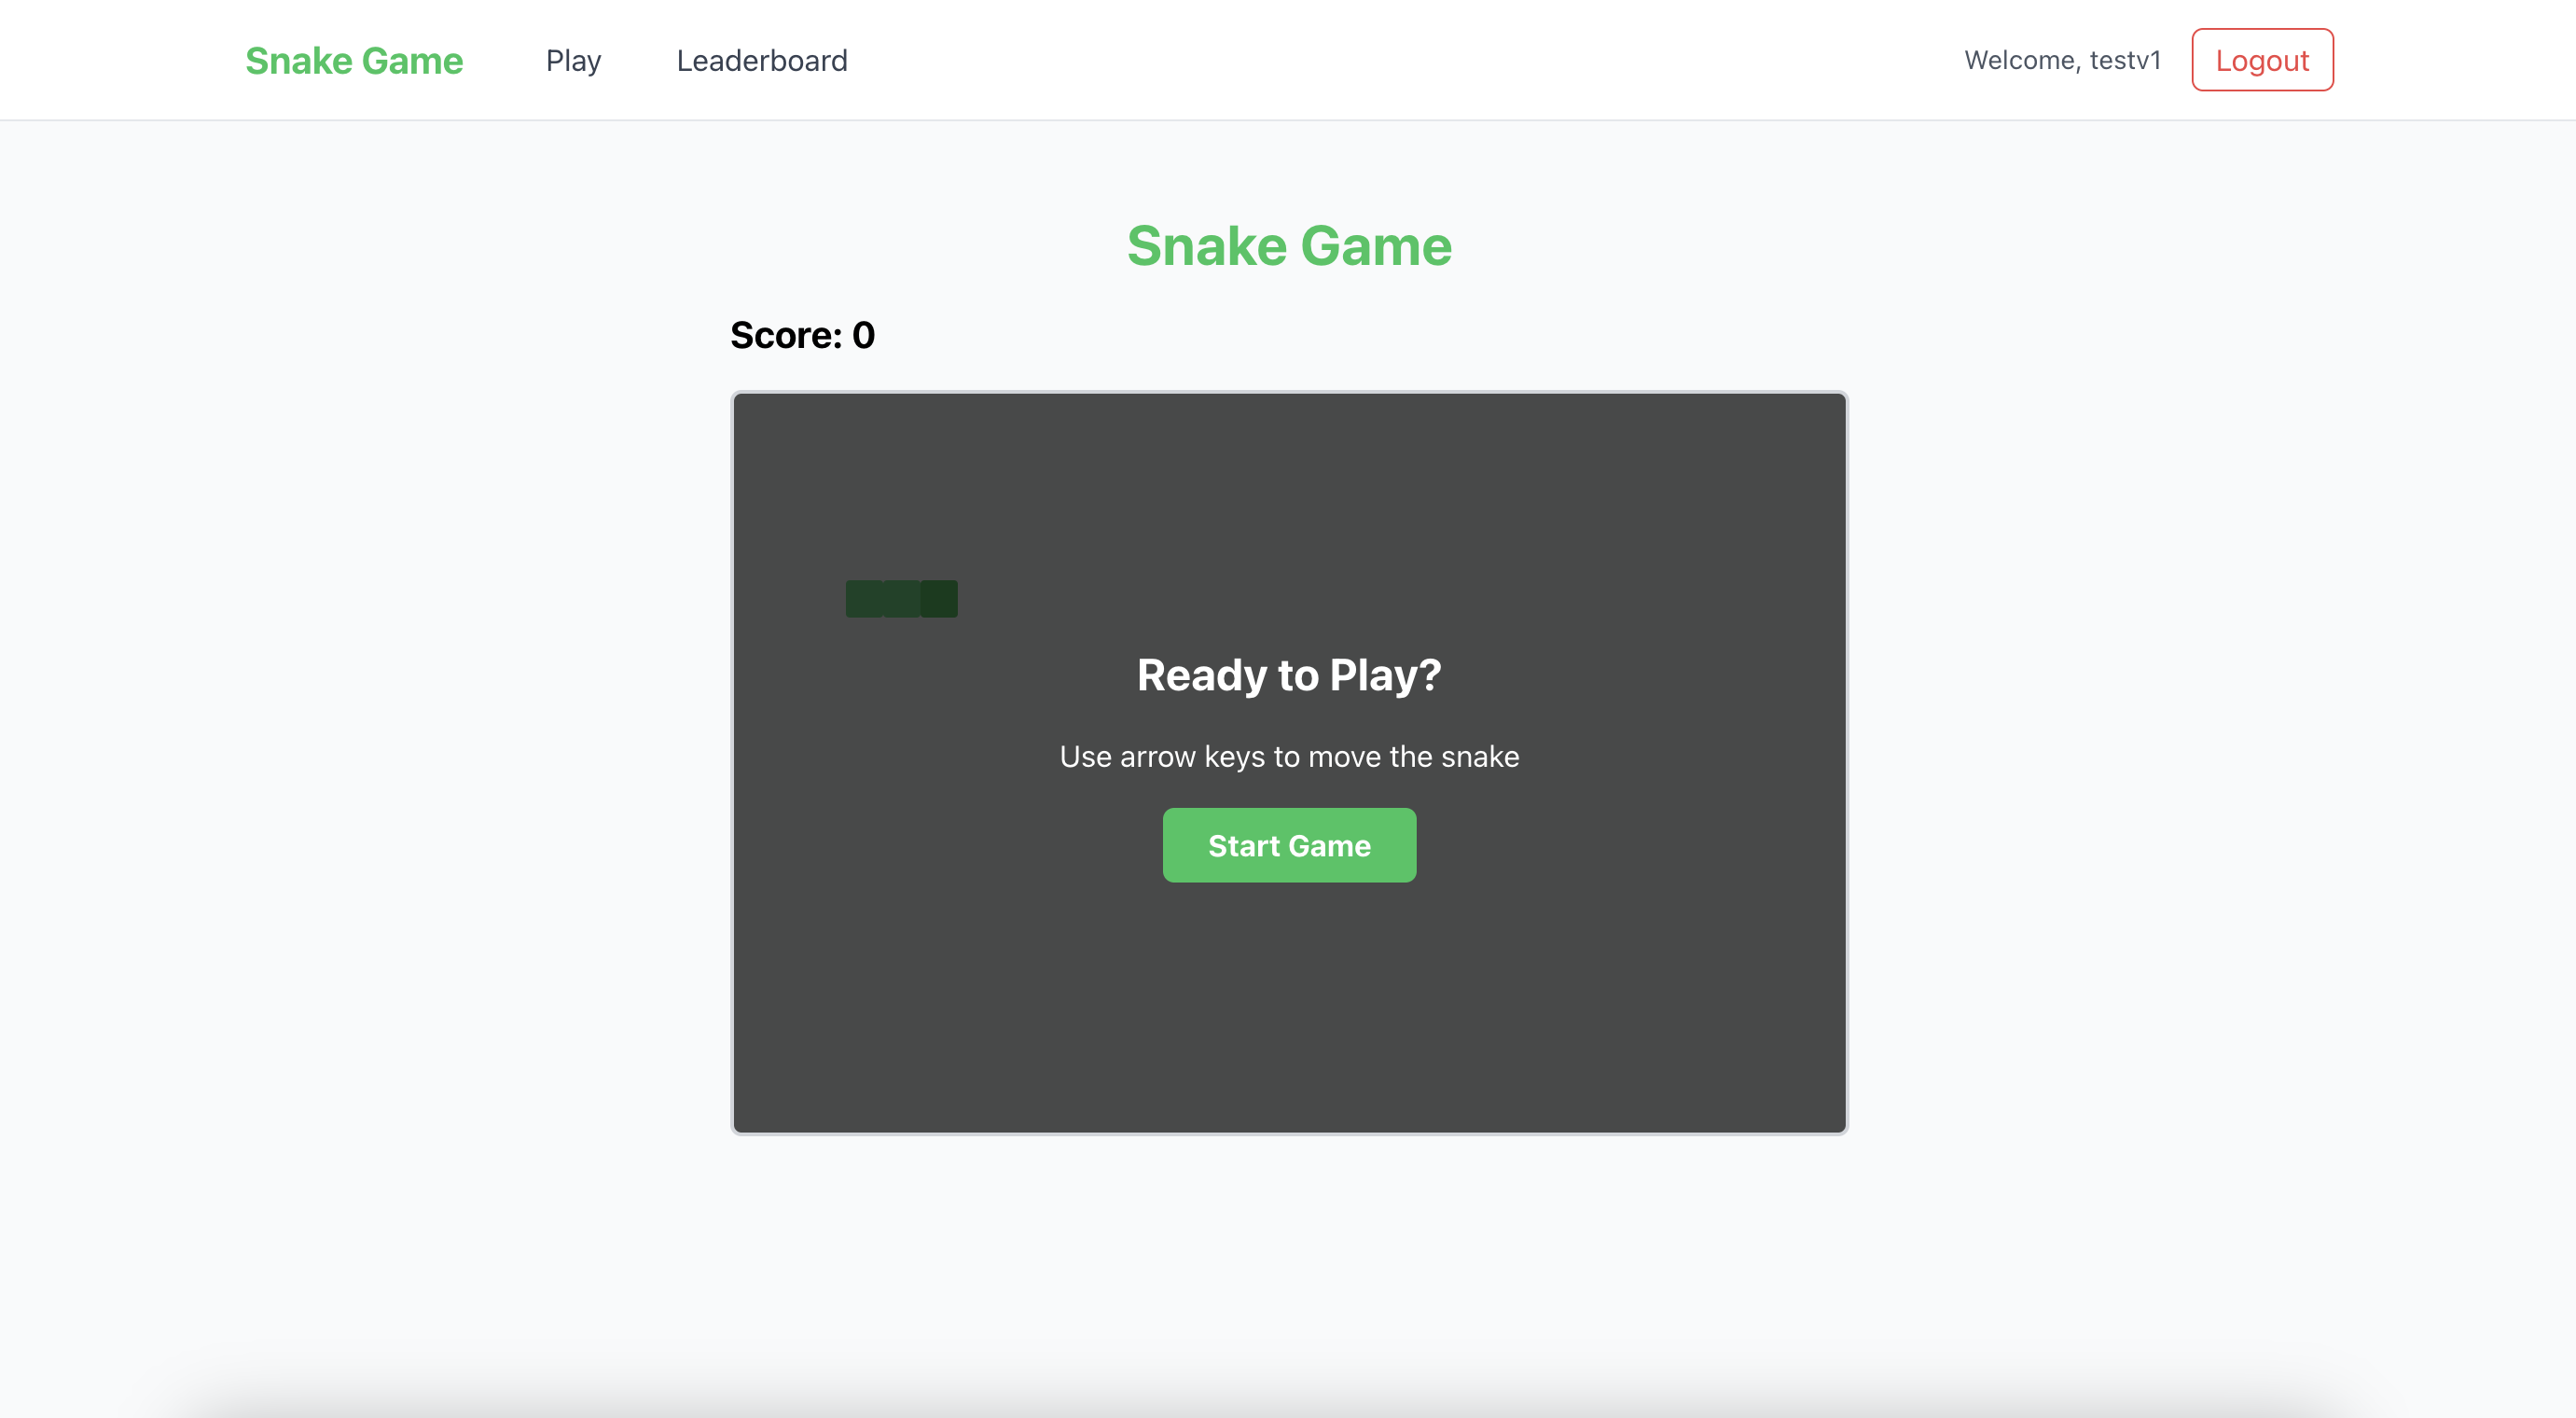 Snake Game Play Leaderboard Welcome, testv1 Logout
Snake Game
Score: 0
Ready to Play?
Use arrow keys to move the snake
Start Game